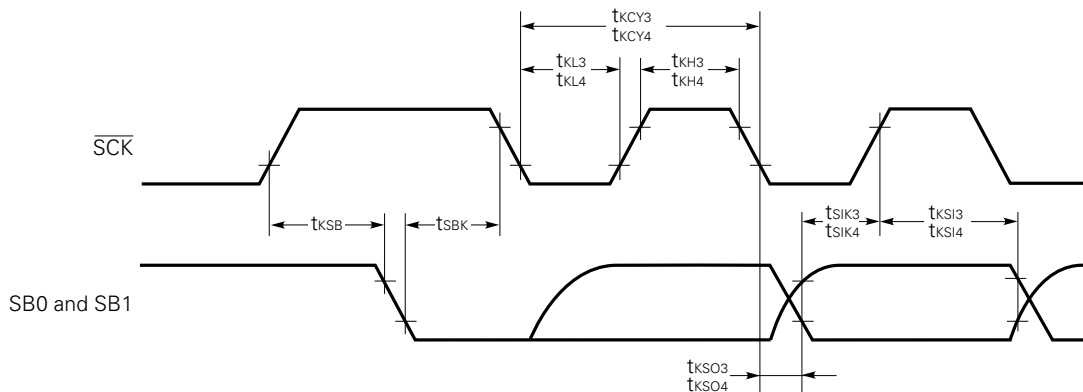 tKCY3
tKCY4
tKL3
tKL4
tKH3
tKH4
SCK
tKSB
tSBK
tSIK3
tSIK4
tKSI3
tKSI4
SB0 and SB1
tKSO3
tKSO4